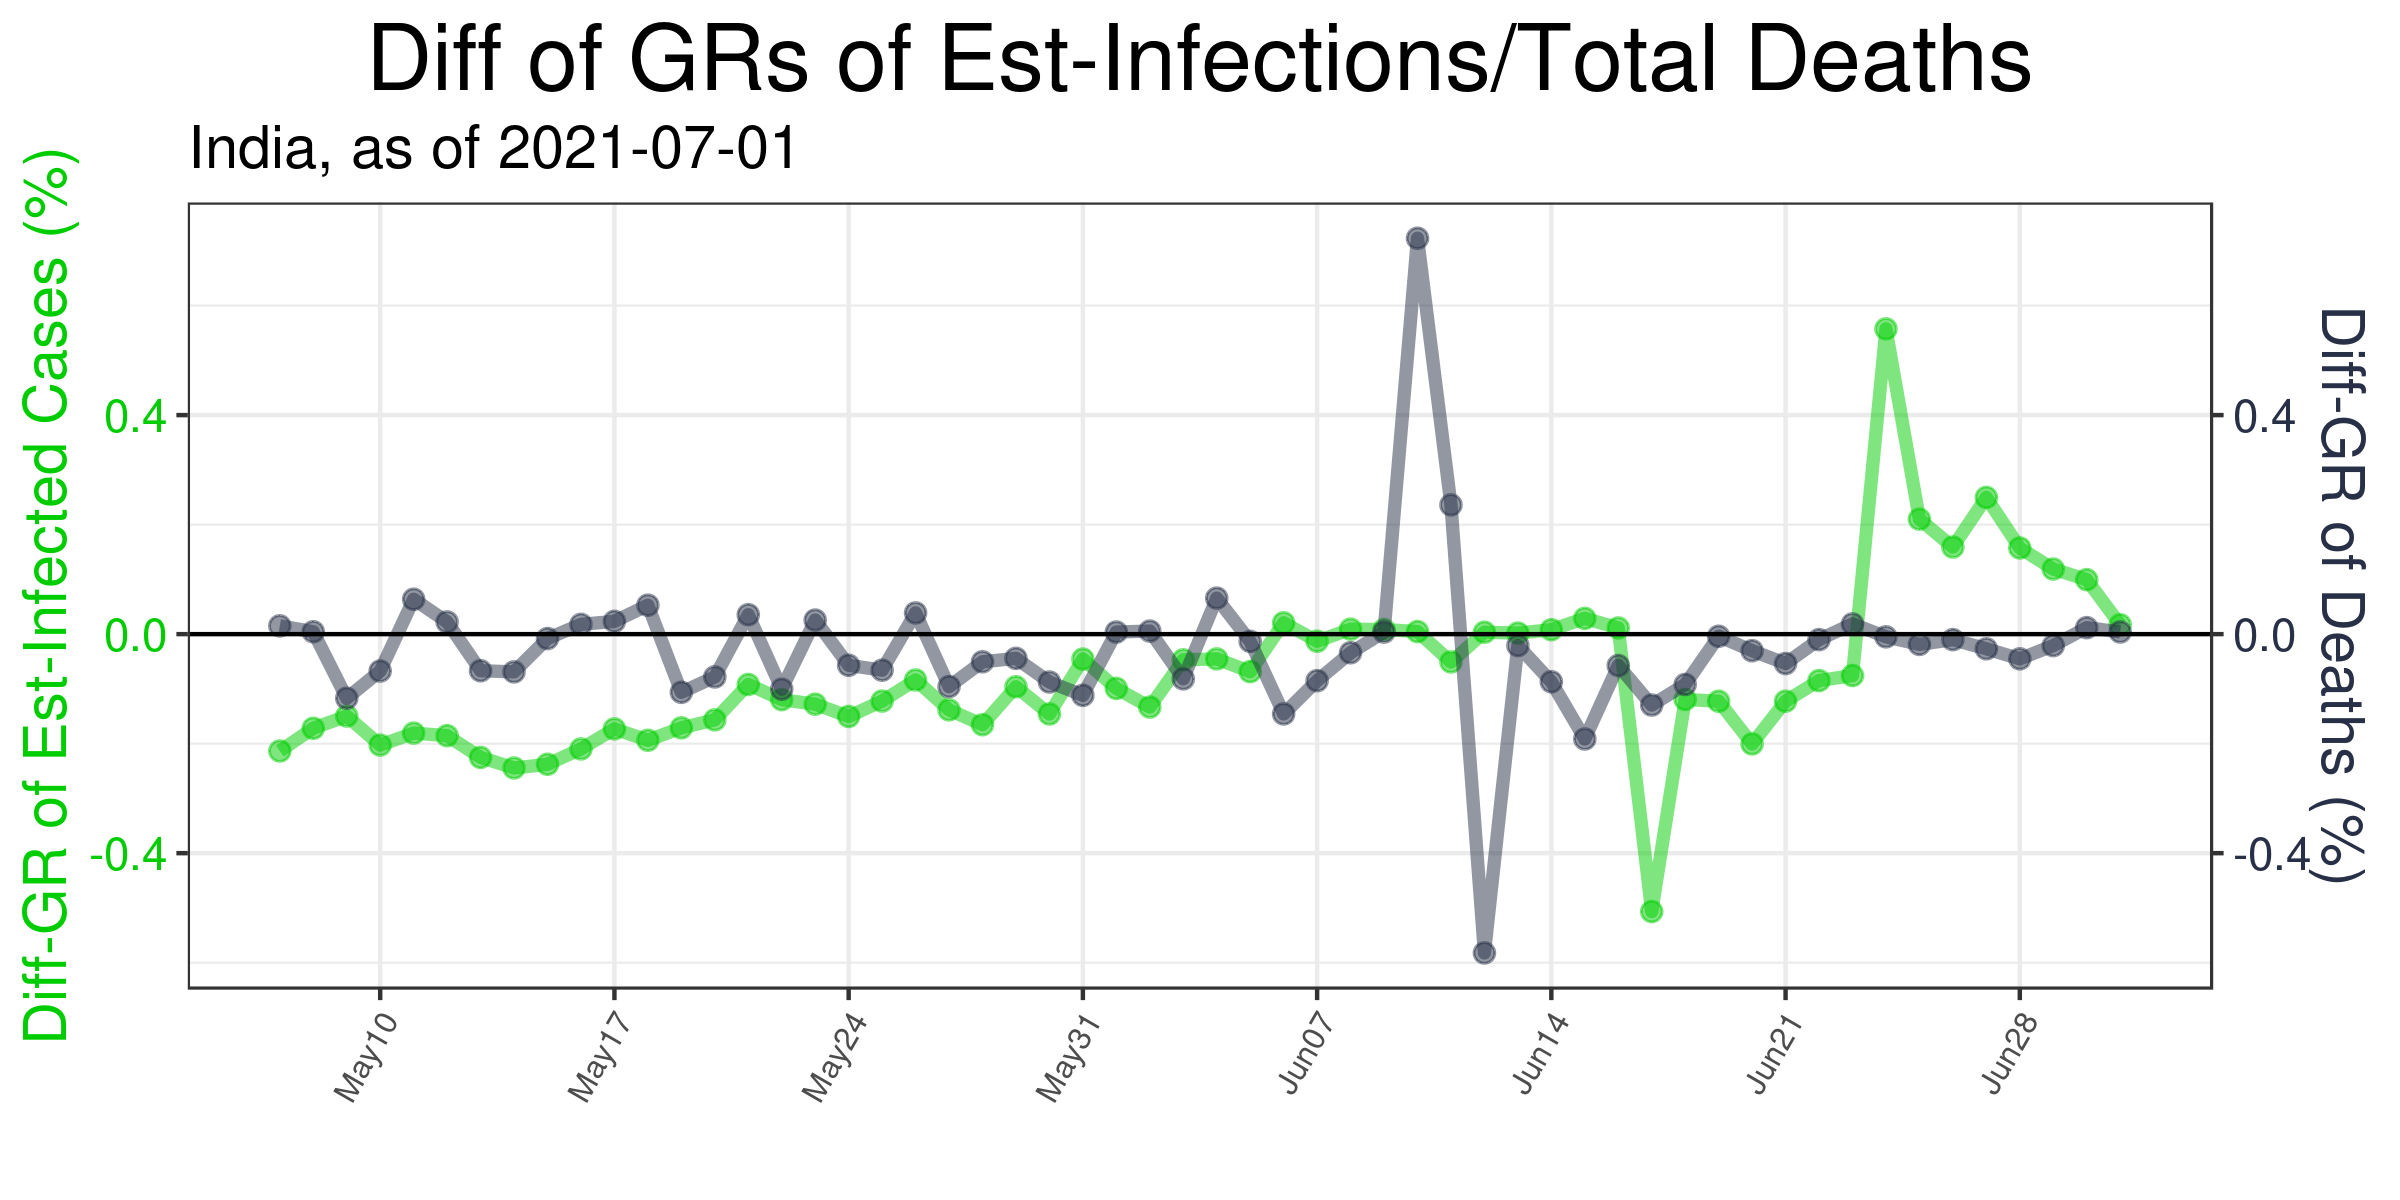 Diff of GRs of Est-Infections/Total Deaths
India, as of 2021-07-01
Diff-GR of Est-Infected Cases (%)
0.4
0.0
-0.4
0.4
0.0
-0.4
Diff-GR of Deaths (%)
May10
May17
May24
May31
Jun07
Jun14
Jun21
Jun28